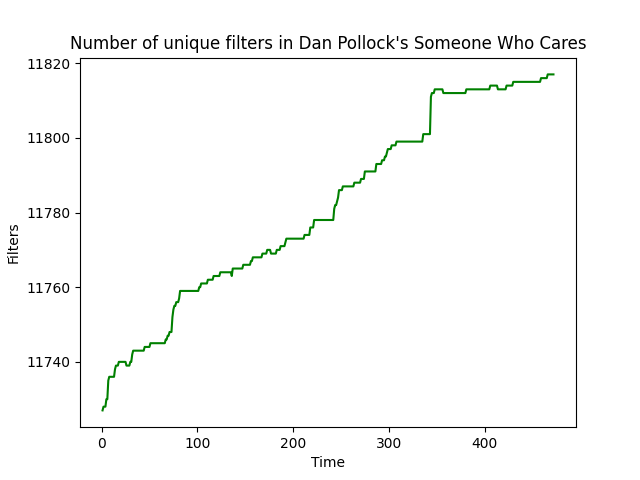 Number of unique filters in Dan Pollock's Someone Who Cares
11820
11800
11780
11760
11740
Filters
0 100 200 300 400
Time